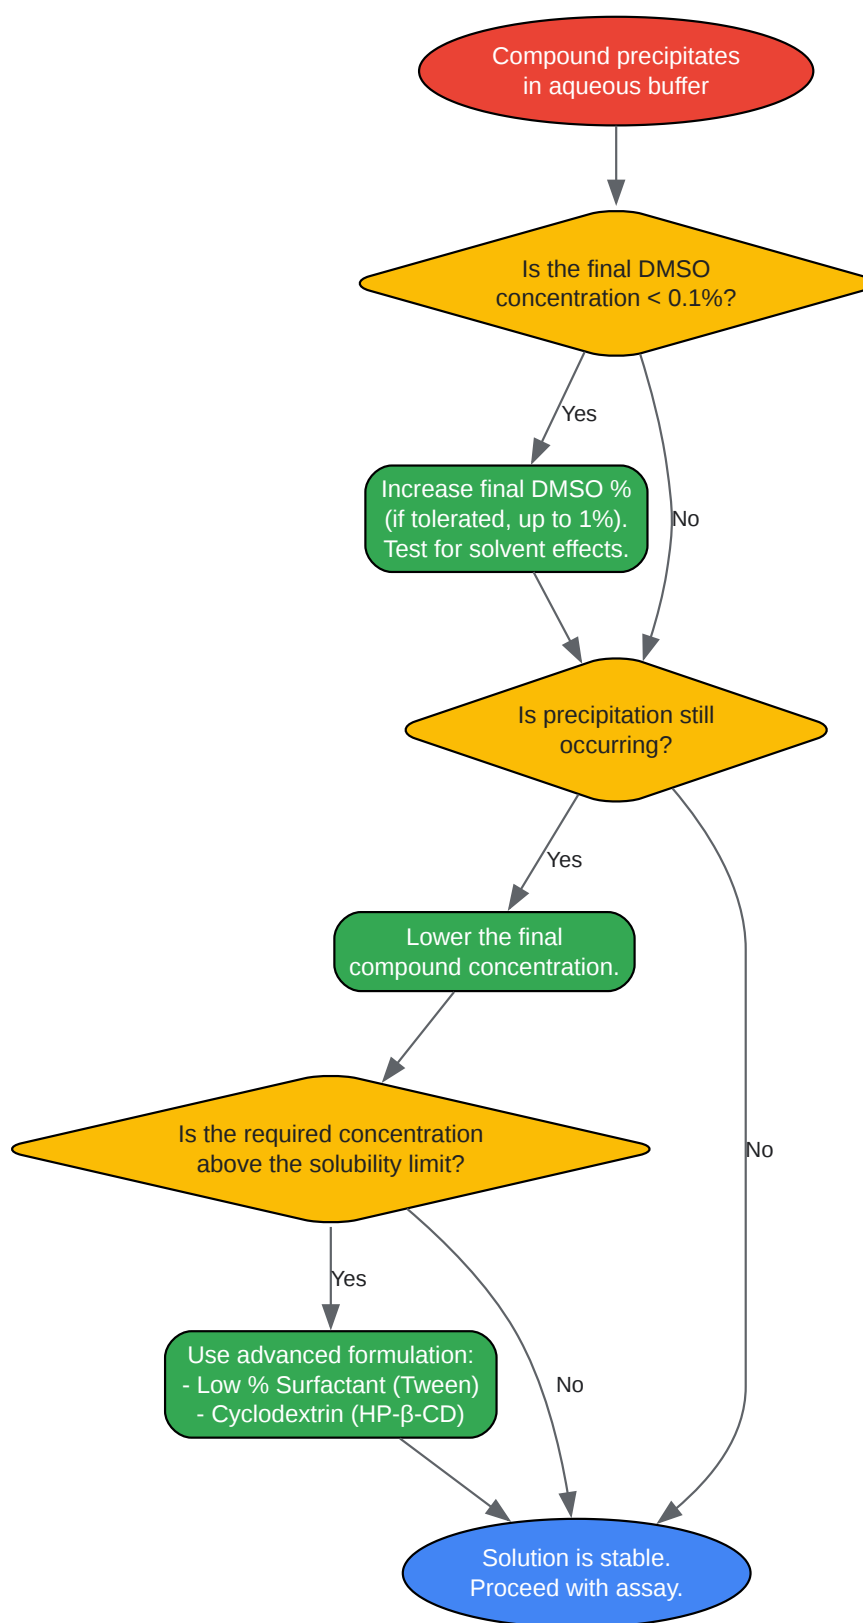 Compound precipitates
in aqueous buffer
Is the final DMSO
concentration < 0.1%?
Yes
No
Increase final DMSO %
(if tolerated, up to 1%).
Test for solvent effects.
Is precipitation still
occurring?
Yes
No
Lower the final
compound concentration.
Is the required concentration
above the solubility limit?
Yes
No
Use advanced formulation:
- Low % Surfactant (Tween)
- Cyclodextrin (HP-β-CD)
Solution is stable.
Proceed with assay.